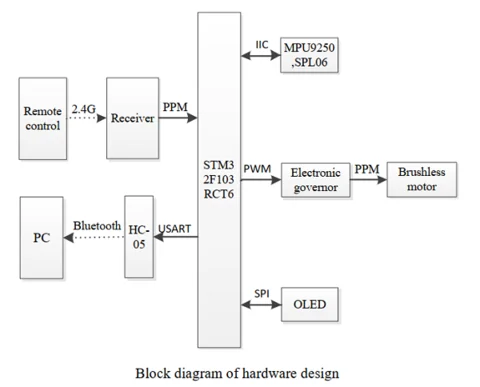 IIC
MPU9250
,SPL06
Remote
control
2.4G
Receiver
PPM
STM3
2F103
RCT6
PWM
Electronic
governor
PPM
Brushless
motor
PC
Bluetooth
HC-
05
USART
SPI
OLED
Block diagram of hardware design